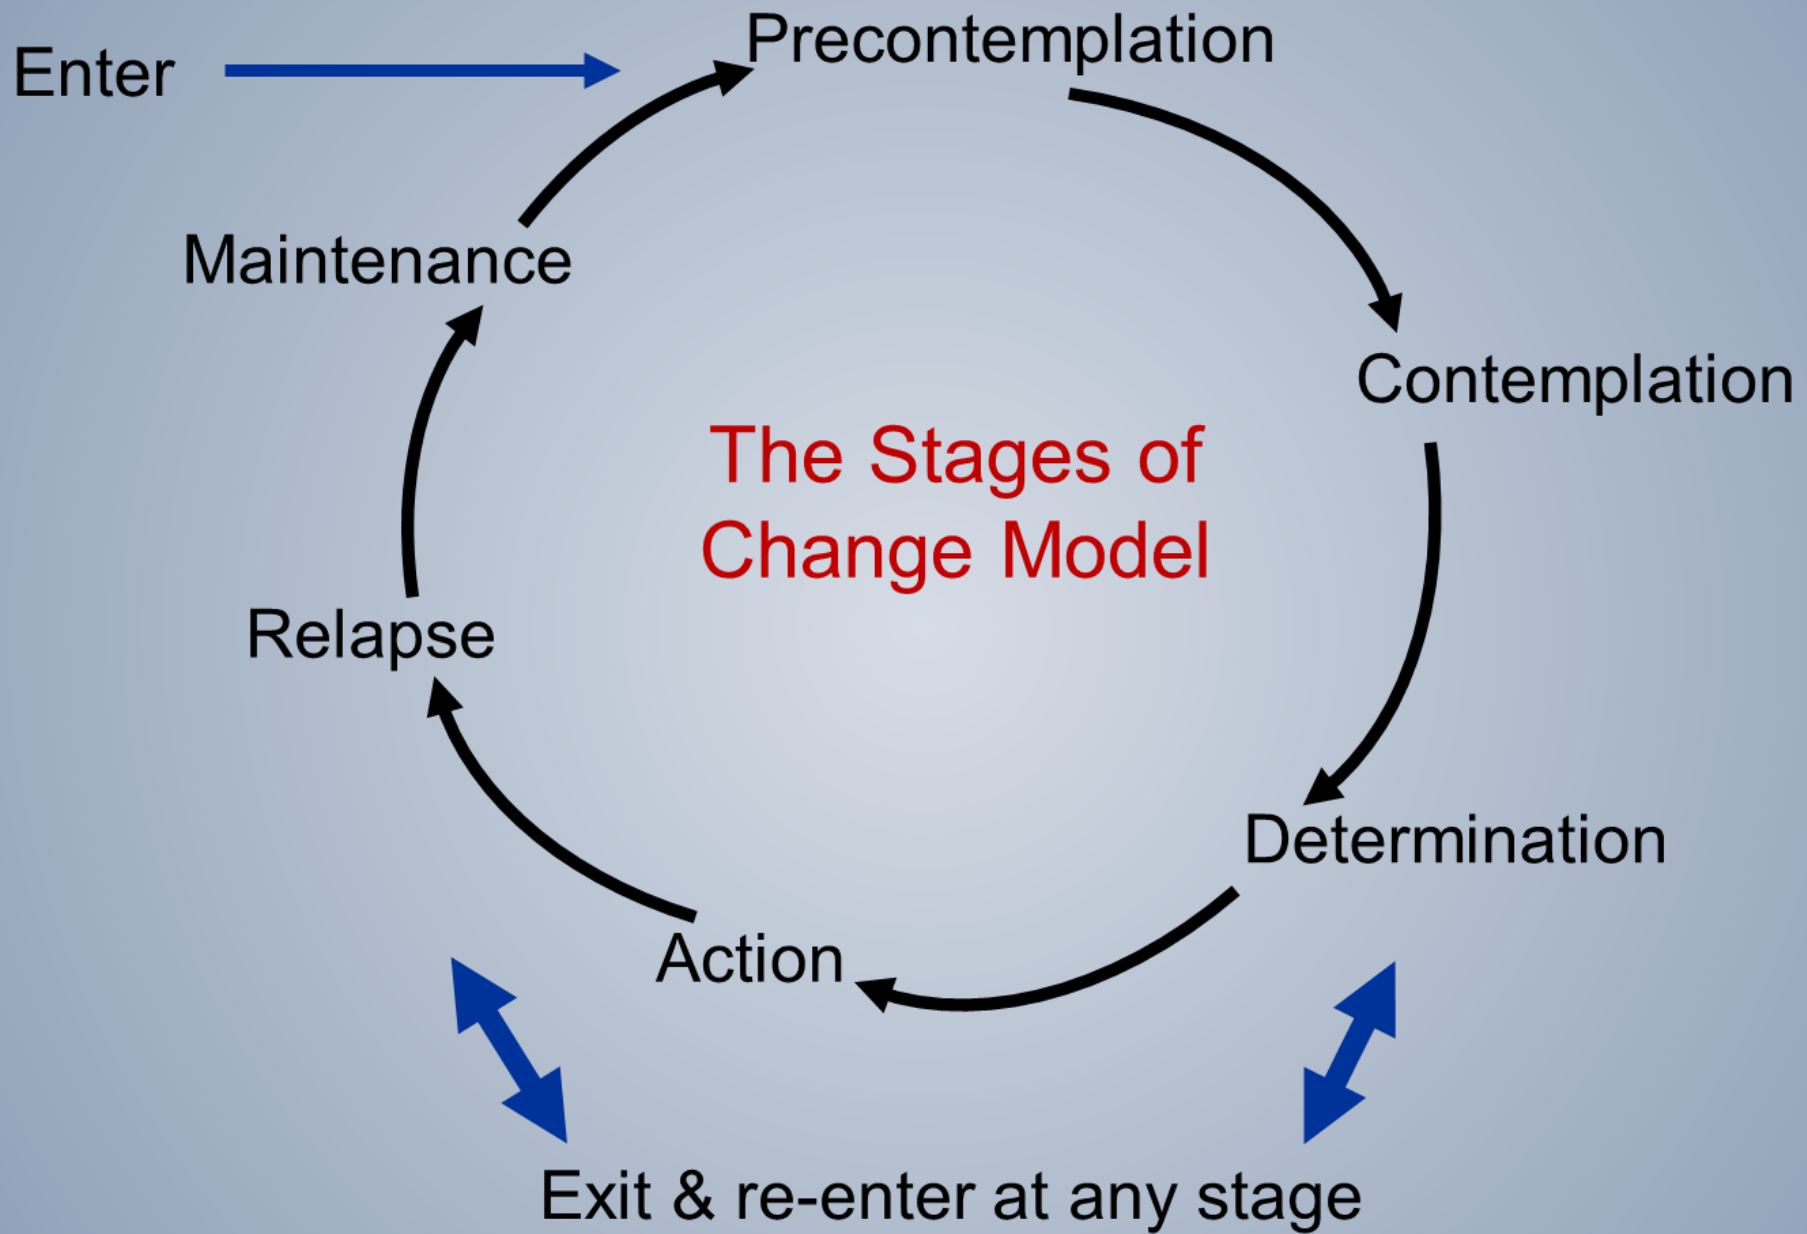 Enter
Precontemplation
Maintenance
Contemplation
The Stages of
Change Model
Relapse
Determination
Action
Exit & re-enter at any stage